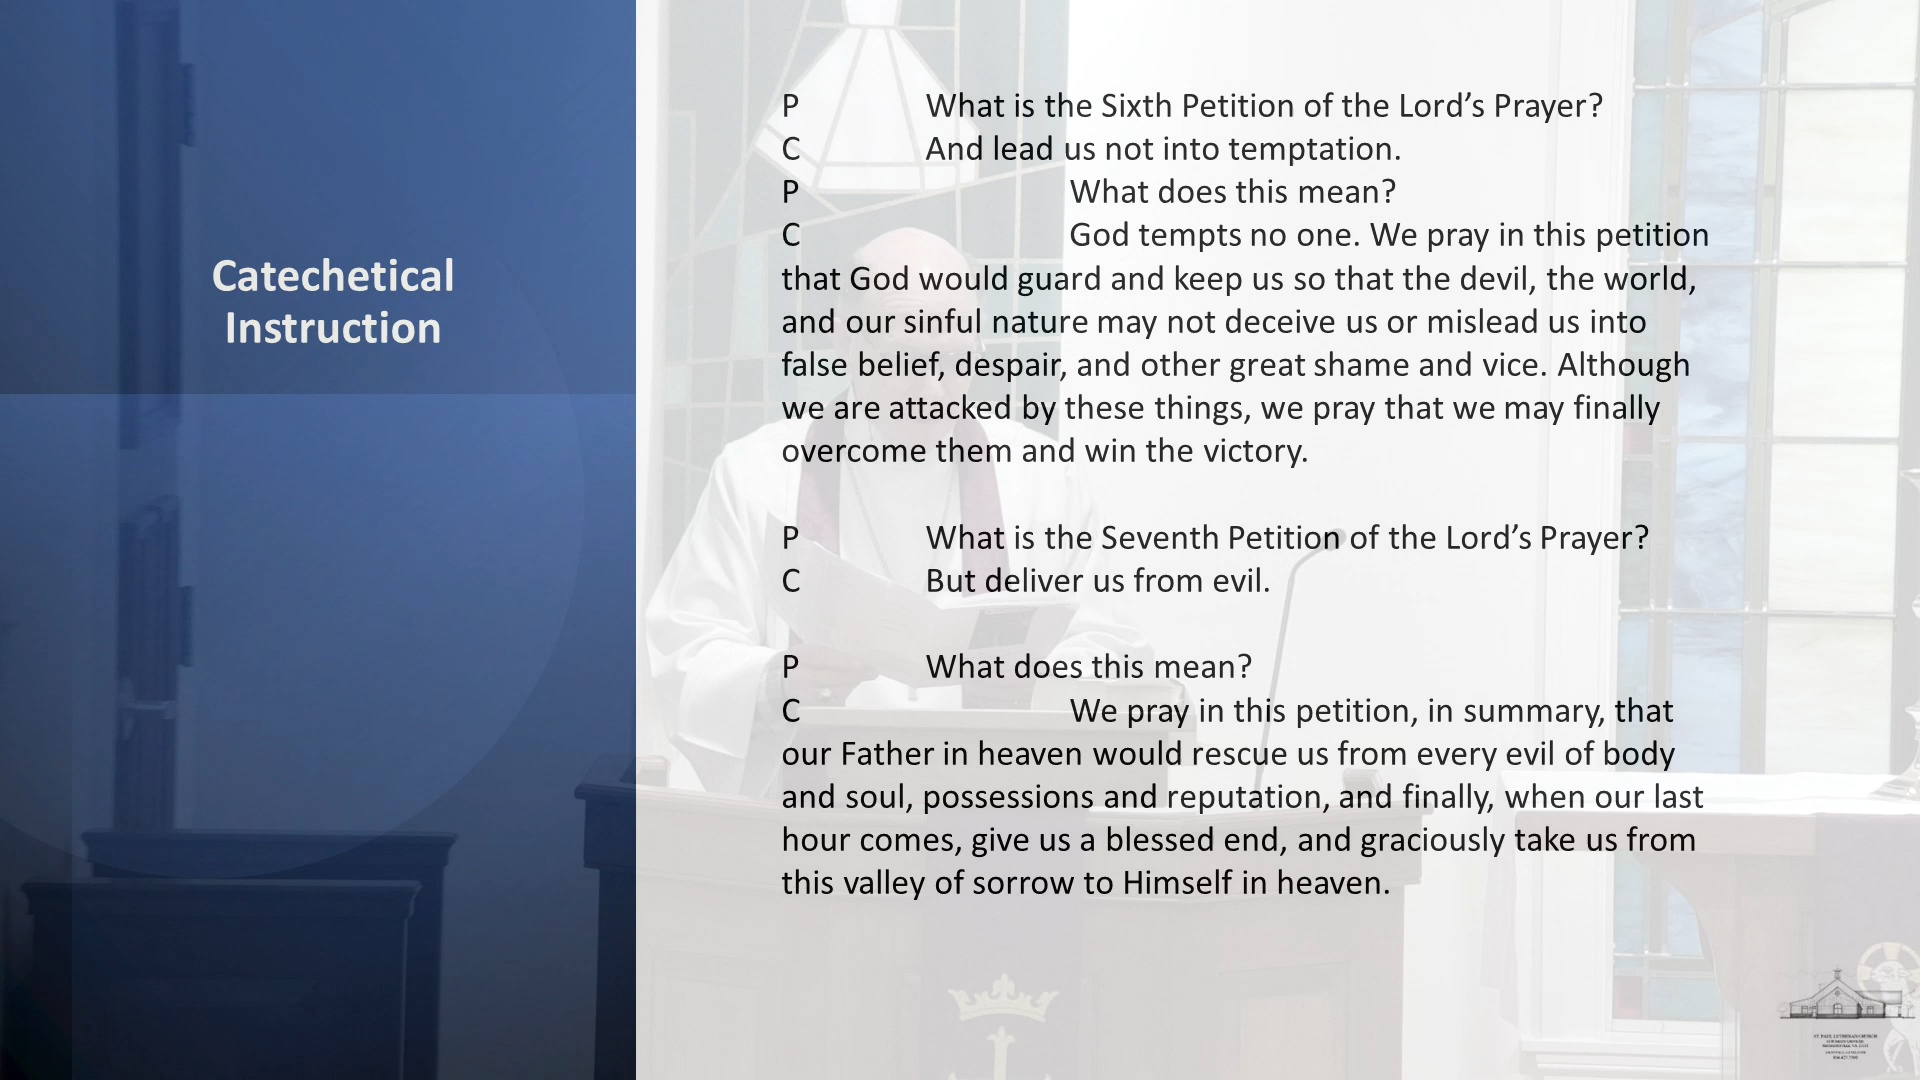 Catechetical
Instruction
P What is the Sixth Petition of the Lord’s Prayer?
C And lead us not into temptation.
P What does this mean?
C God tempts no one. We pray in this petition
that God would guard and keep us so that the devil, the world,
and our sinful nature may not deceive us or mislead us into
false belief, despair, and other great shame and vice. Although
we are attacked by these things, we pray that we may finally
overcome them and win the victory.
P What is the Seventh Petition of the Lord’s Prayer?
C But deliver us from evil.
P What does this mean?
C We pray in this petition, in summary, that
our Father in heaven would rescue us from every evil of body
and soul, possessions and reputation, and finally, when our last
hour comes, give us a blessed end, and graciously take us from
this valley of sorrow to Himself in heaven.
ST. PAUL LUTHERAN CHURCH